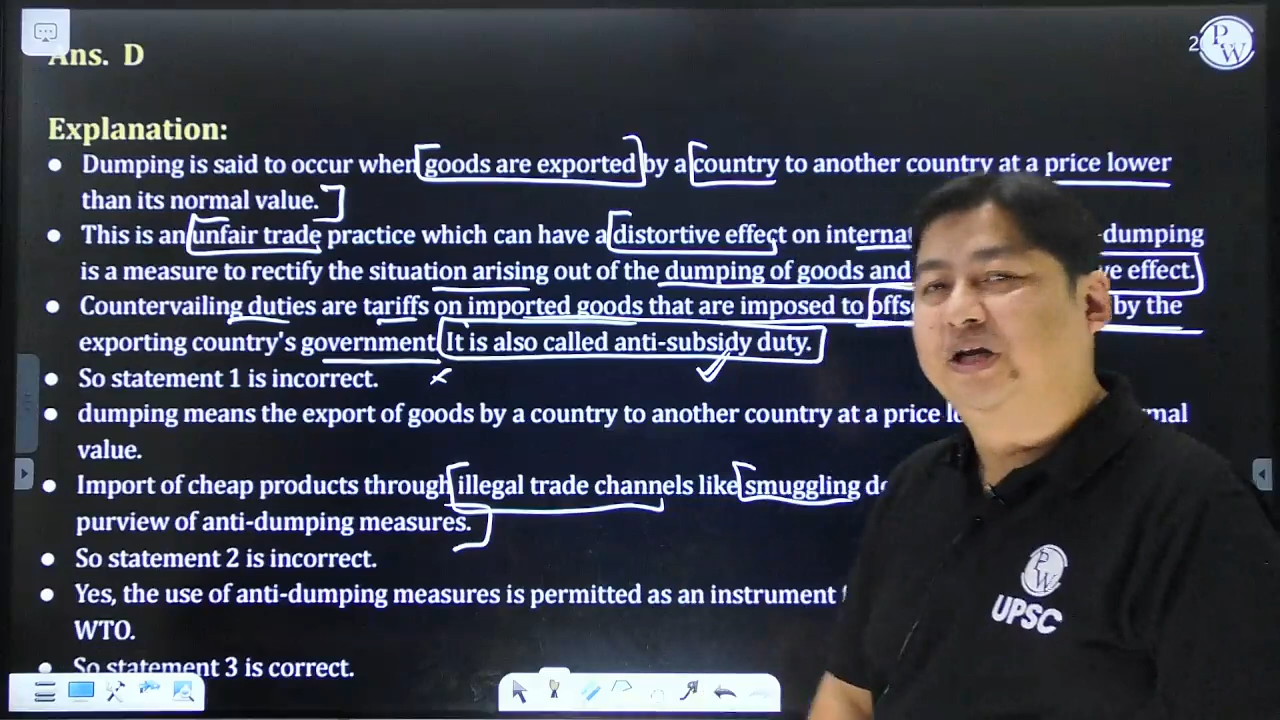 Ans. D
2
PW
Explanation:
● Dumping is said to occur when goods are exported by a country to another country at a price lower
than its normal value.
● This is an unfair trade practice which can have a distortive effect on -dumping
is a measure to rectify the situation arising out of the dumping of goods and effect.
● Countervailing duties are tariffs on imported goods that are imposed to by the
exporting country's government. It is also called anti-subsidy duty.
● So statement 1 is incorrect.
● dumping means the export of goods by a country to another country at a price
value.
● Import of cheap products through illegal trade channels like smuggling
purview of anti-dumping measures.
● So statement 2 is incorrect.
● Yes, the use of anti-dumping measures is permitted as an instrument
WTO.
● So statement 3 is correct.
PW
UPSC